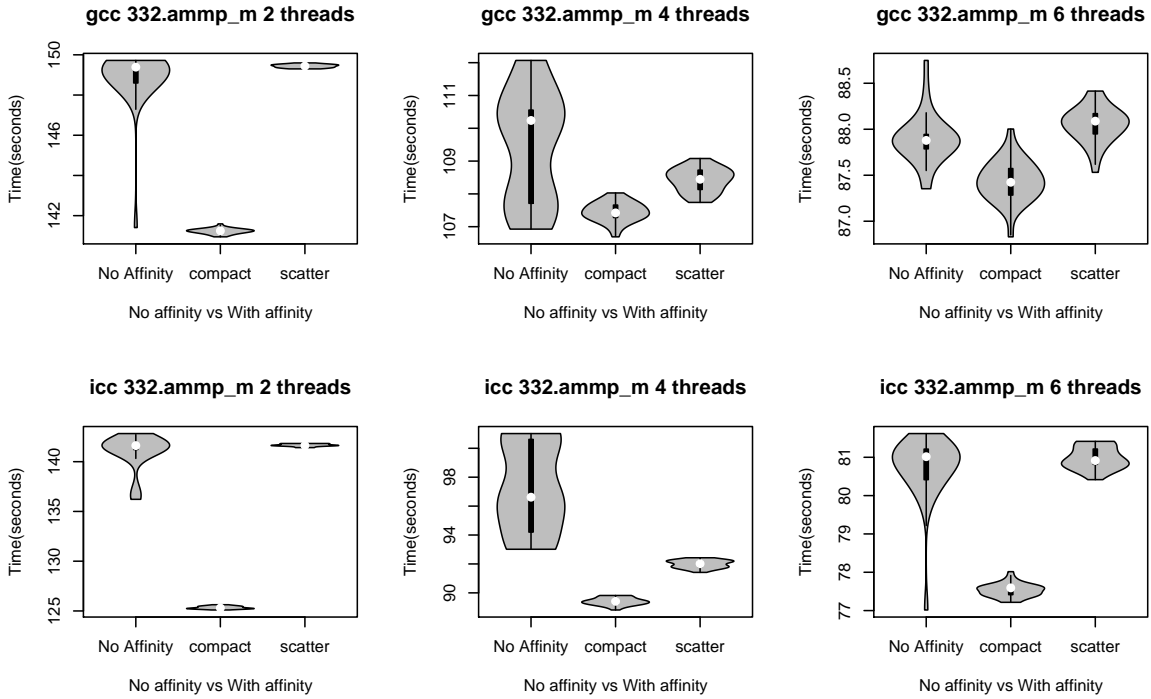 gcc 332.ammp_m 2 threads
Time(seconds)
150
146
142
No Affinity compact scatter
No affinity vs With affinity
gcc 332.ammp_m 4 threads
Time(seconds)
111
109
107
No Affinity compact scatter
No affinity vs With affinity
gcc 332.ammp_m 6 threads
Time(seconds)
88.5
88.0
87.5
87.0
No Affinity compact scatter
No affinity vs With affinity
icc 332.ammp_m 2 threads
Time(seconds)
140
135
130
125
No Affinity compact scatter
No affinity vs With affinity
icc 332.ammp_m 4 threads
Time(seconds)
98
94
90
No Affinity compact scatter
No affinity vs With affinity
icc 332.ammp_m 6 threads
Time(seconds)
81
80
79
78
77
No Affinity compact scatter
No affinity vs With affinity